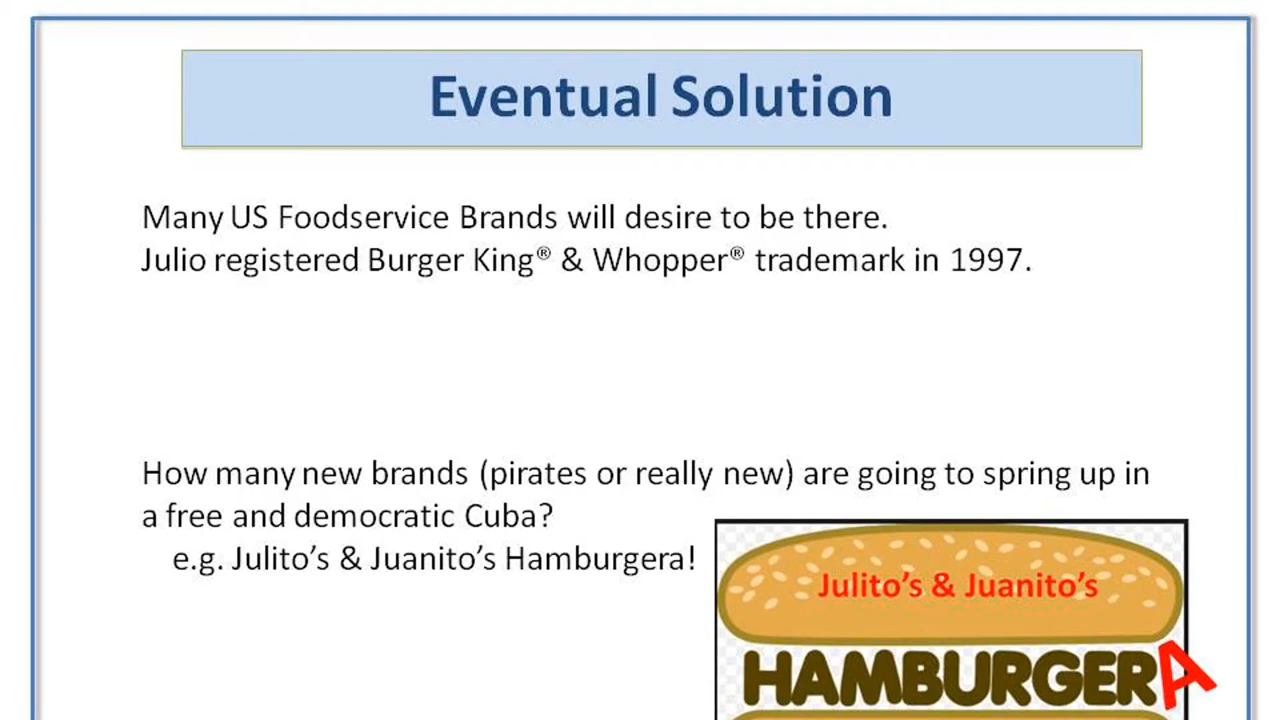 Eventual Solution
Many US Foodservice Brands will desire to be there.
Julio registered Burger King® & Whopper® trademark in 1997.
How many new brands (pirates or really new) are going to spring up in
a free and democratic Cuba?
e.g. Julito’s & Juanito’s Hamburgera!
Julito’s & Juanito’s
HAMBURGERA